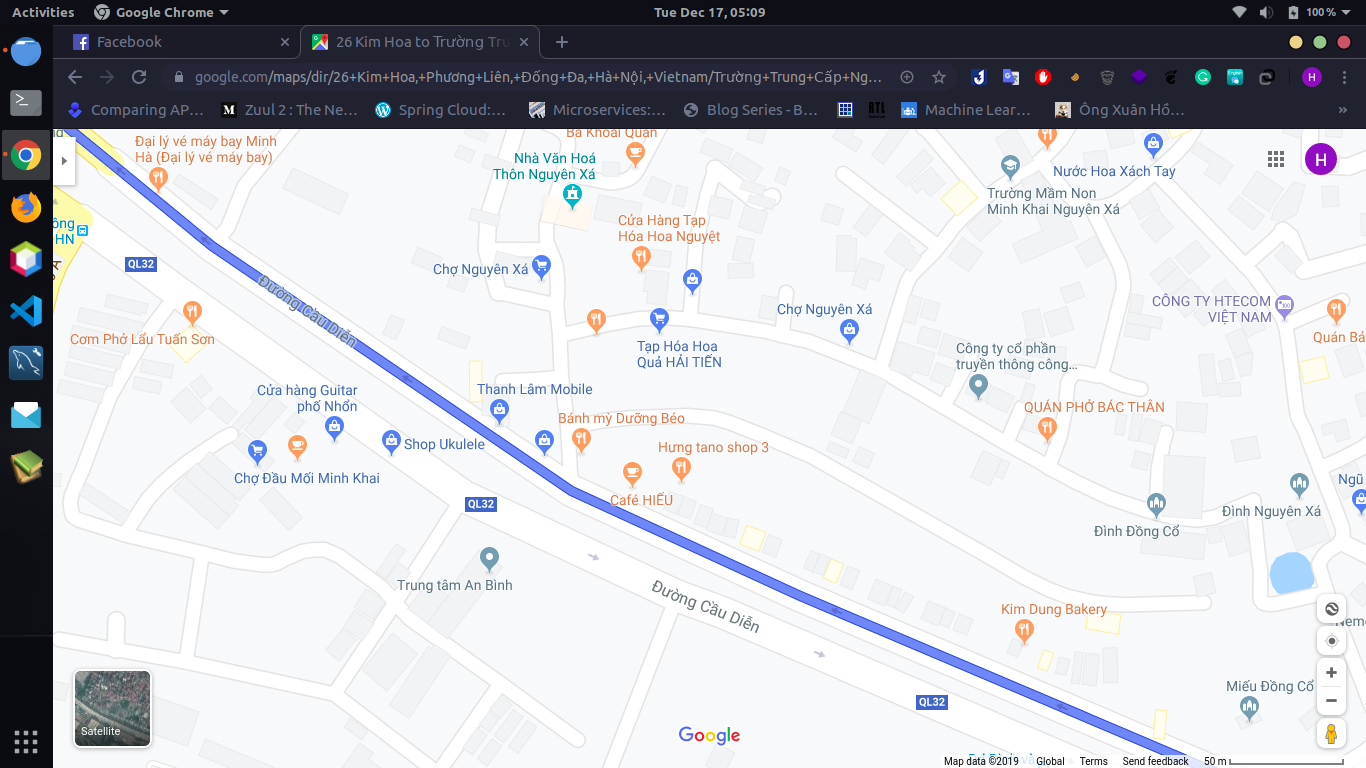 Activities
Google Chrome
Tue Dec 17, 05:09
100 %
Facebook
26 Kim Hoa to Trường Tru
google.com/maps/dir/26+Kim+Hoa,+Phương+Liên,+Đống+Đa,+Hà+Nội,+Vietnam/Trường+Trung+Cấp+Ng...
H
Comparing AP...
Zuul 2 : The Ne...
Spring Cloud:...
Microservices:...
Blog Series - B...
BTL
Machine Lear...
Ông Xuân Hồ...
»
Đại lý vé máy bay Minh
Hà (Đại lý vé máy bay)
Ba Khoai Quán
Nhà Văn Hoá
Thôn Nguyên Xá
Nước Hoa Xách Tay
H
Trường Mầm Non
Minh Khai Nguyên Xá
Cửa Hàng Tạp
Hóa Hoa Nguyệt
HN
QL32
Chợ Nguyên Xá
Đường Cầu Diễn
Chợ Nguyên Xá
CÔNG TY HTECOM
VIỆT NAM
Cơm Phở Lẩu Tuấn Sơn
Tạp Hóa Hoa
Quả HẢI TIẾN
Công ty cổ phần
truyền thông công...
Quán Bả
Cửa hàng Guitar
phố Nhổn
Thanh Lâm Mobile
Bánh mỳ Dưỡng Béo
QUÁN PHỞ BÁC THÂN
Shop Ukulele
Hưng tano shop 3
Chợ Đầu Mối Minh Khai
Café HIẾU
Ngũ
QL32
Đình Nguyên Xá
Đình Đồng Cổ
Trung tâm An Bình
Đường Cầu Diễn
Kim Dung Bakery
Miếu Đồng Cổ
QL32
Satellite
Google
Map data ©2019
Global
Terms
Send feedback
50 m